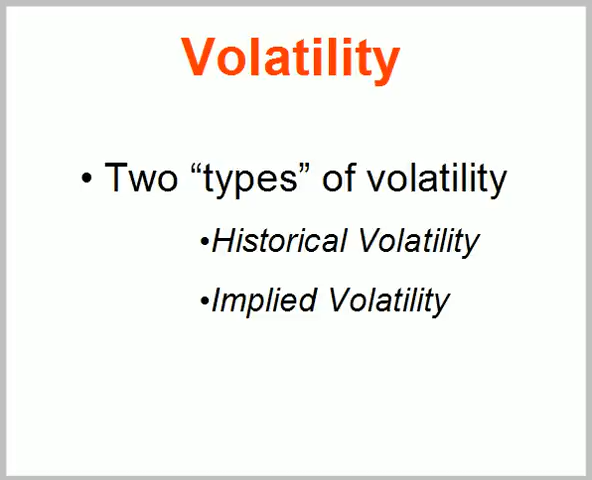 Volatility
• Two “types” of volatility
•Historical Volatility
•Implied Volatility